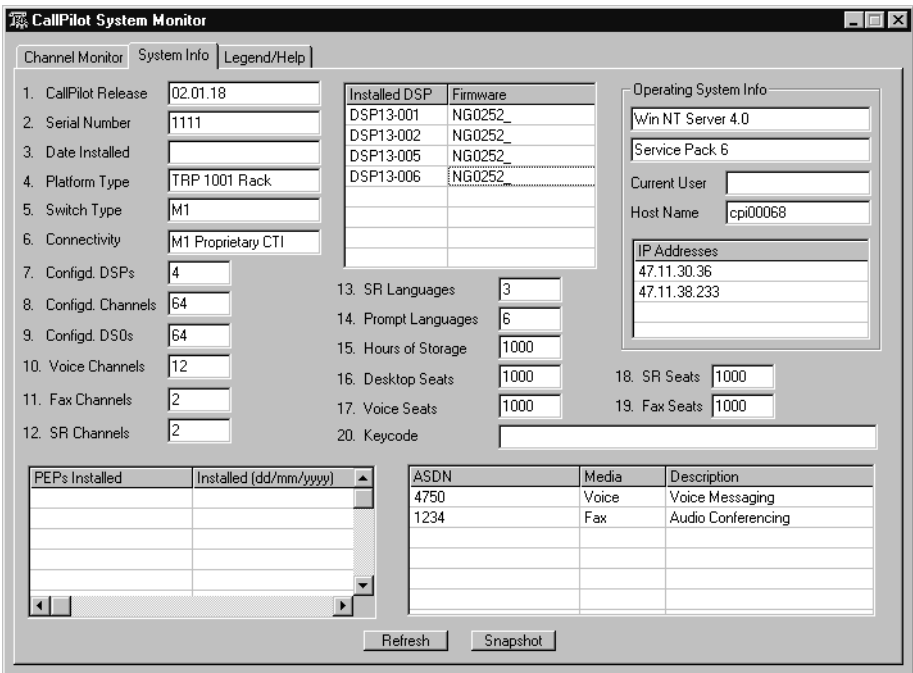 CallPilot System Monitor
Channel Monitor System Info Legend/Help
1. CallPilot Release 02.01.18
2. Serial Number 1111
3. Date Installed
4. Platform Type TRP 1001 Rack
5. Switch Type M1
6. Connectivity M1 Proprietary CTI
7. Configd. DSPs 4
8. Configd. Channels 64
9. Configd. DS0s 64
10. Voice Channels 12
11. Fax Channels 2
12. SR Channels 2
Installed DSP Firmware
DSP13-001 NG0252_
DSP13-002 NG0252_
DSP13-005 NG0252_
DSP13-006 NG0252_
13. SR Languages 3
14. Prompt Languages 6
15. Hours of Storage 1000
16. Desktop Seats 1000
17. Voice Seats 1000
18. SR Seats 1000
19. Fax Seats 1000
20. Keycode
Operating System Info
Win NT Server 4.0
Service Pack 6
Current User
Host Name cpi00068
IP Addresses
47.11.30.36
47.11.38.233
PEPs Installed Installed (dd/mm/yyyy)
ASDN Media Description
4750 Voice Voice Messaging
1234 Fax Audio Conferencing
Refresh Snapshot